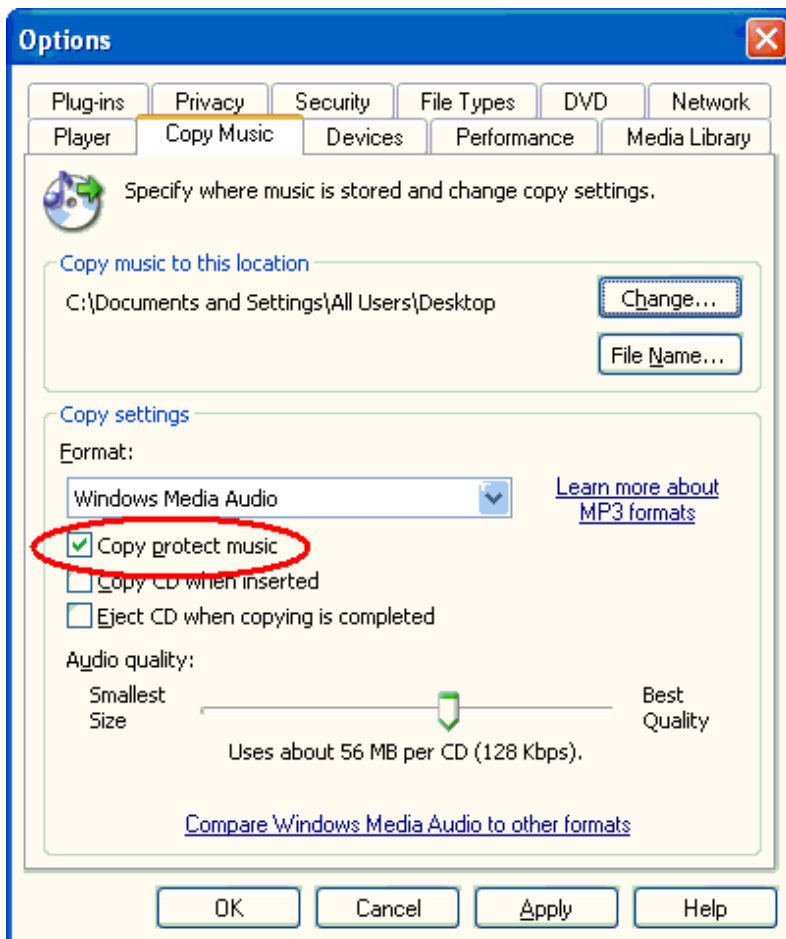 Options
Plug-ins Privacy Security File Types DVD Network
Player Copy Music Devices Performance Media Library
Specify where music is stored and change copy settings.
Copy music to this location
C:\Documents and Settings\All Users\Desktop
Change...
File Name...
Copy settings
Format:
Windows Media Audio
Learn more about
MP3 formats
Copy protect music
Copy CD when inserted
Eject CD when copying is completed
Audio quality:
Smallest
Size
Best
Quality
Uses about 56 MB per CD (128 Kbps).
Compare Windows Media Audio to other formats
OK Cancel Apply Help